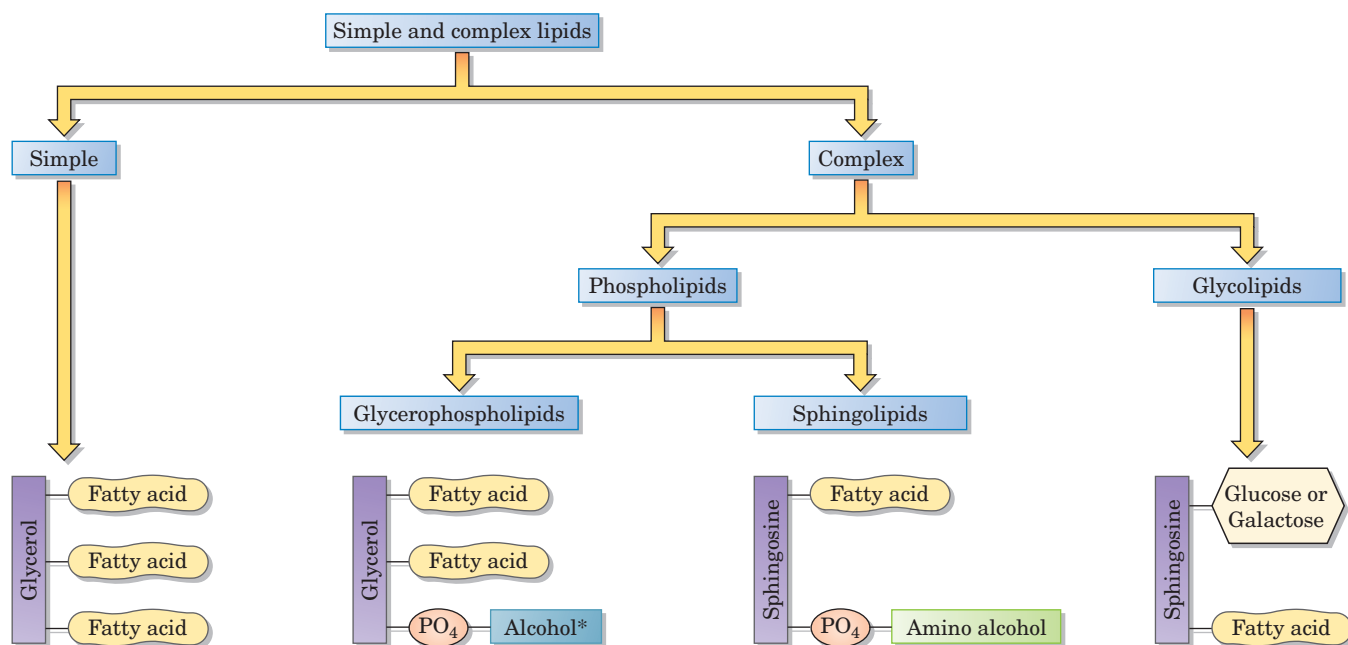 Simple and complex lipids
Simple
Complex
Phospholipids
Glycolipids
Glycerophospholipids
Sphingolipids
Glycerol
Fatty acid
Fatty acid
Fatty acid
Glycerol
Fatty acid
Fatty acid
PO4
Alcohol*
Sphingosine
Fatty acid
PO4
Amino alcohol
Sphingosine
Glucose or
Galactose
Fatty acid